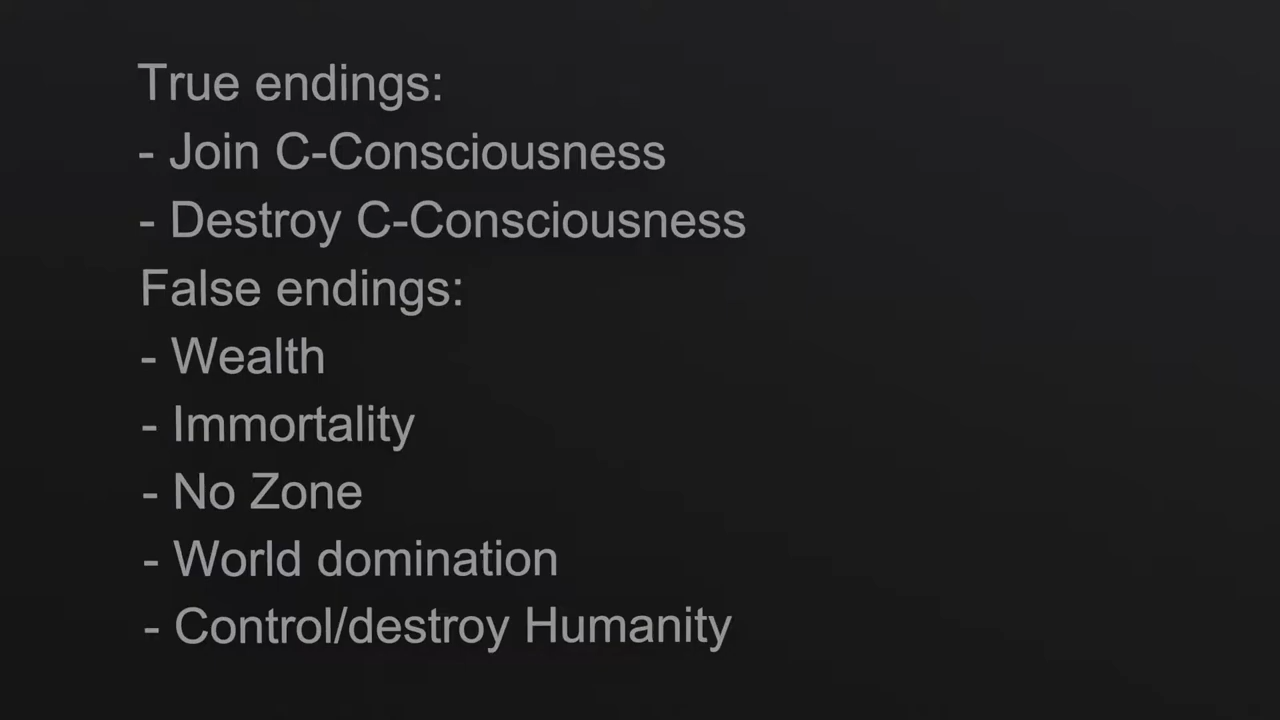 True endings:
- Join C-Consciousness
- Destroy C-Consciousness
False endings:
- Wealth
- Immortality
- No Zone
- World domination
- Control/destroy Humanity